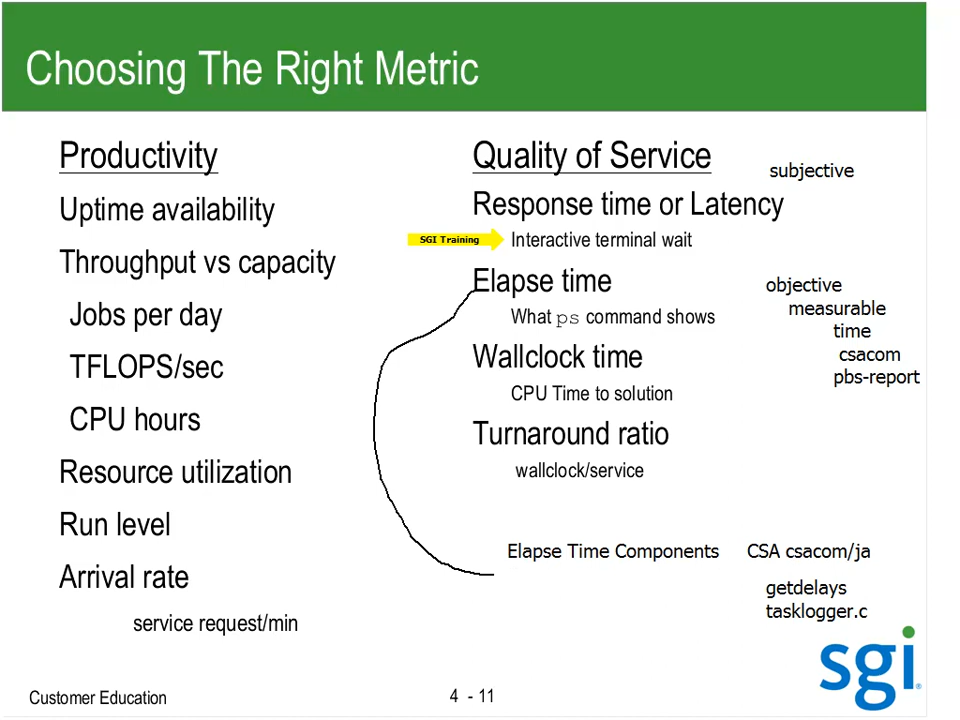 Choosing The Right Metric
Productivity
Uptime availability
Throughput vs capacity
Jobs per day
TFLOPS/sec
CPU hours
Resource utilization
Run level
Arrival rate
service request/min
Quality of Service
subjective
Response time or Latency
SGI Training
Interactive terminal wait
Elapse time
What ps command shows
Wallclock time
CPU Time to solution
Turnaround ratio
wallclock/service
objective
measurable
time
csacom
pbs-report
Elapse Time Components
CSA csacom/ja
getdelays
tasklogger.c
Customer Education
4 - 11
sgi